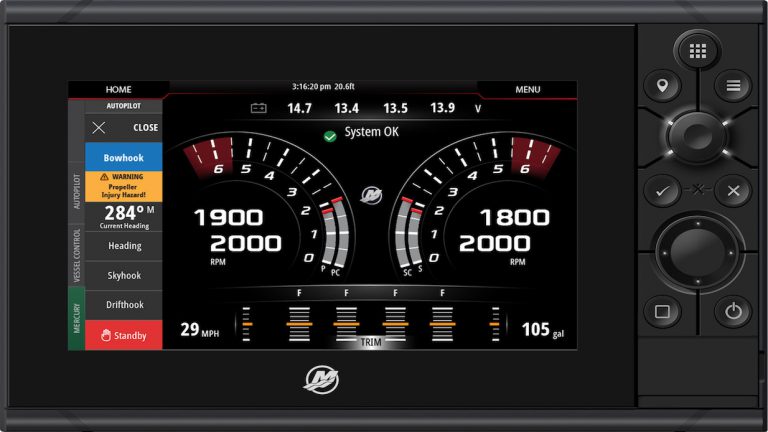 HOME
3:16:20 pm 20.6ft
MENU
AUTOPILOT
CLOSE
Bowhook
WARNING
Propeller
Injury Hazard!
284º M
Current Heading
Heading
Skyhook
Drifthook
Standby
AUTOPILOT
VESSEL CONTROL
MERCURY
14.7 13.4 13.5 13.9 V
System OK
6
5
4
3
2
1
0
P PC
1900
2000
RPM
6
5
4
3
2
1
0
SC S
1800
2000
RPM
F F F F
29 MPH
TRIM
105 gal